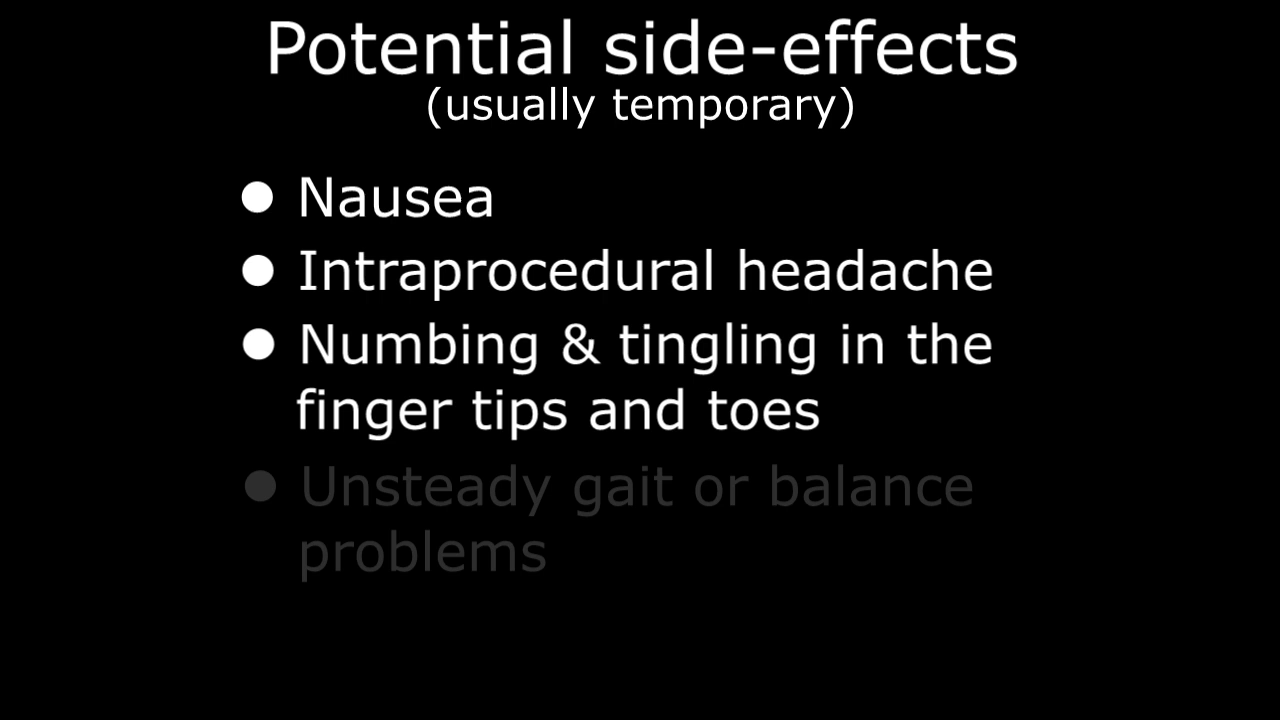 Potential side-effects
(usually temporary)
● Nausea
● Intraprocedural headache
● Numbing & tingling in the
finger tips and toes
● Unsteady gait or balance
problems